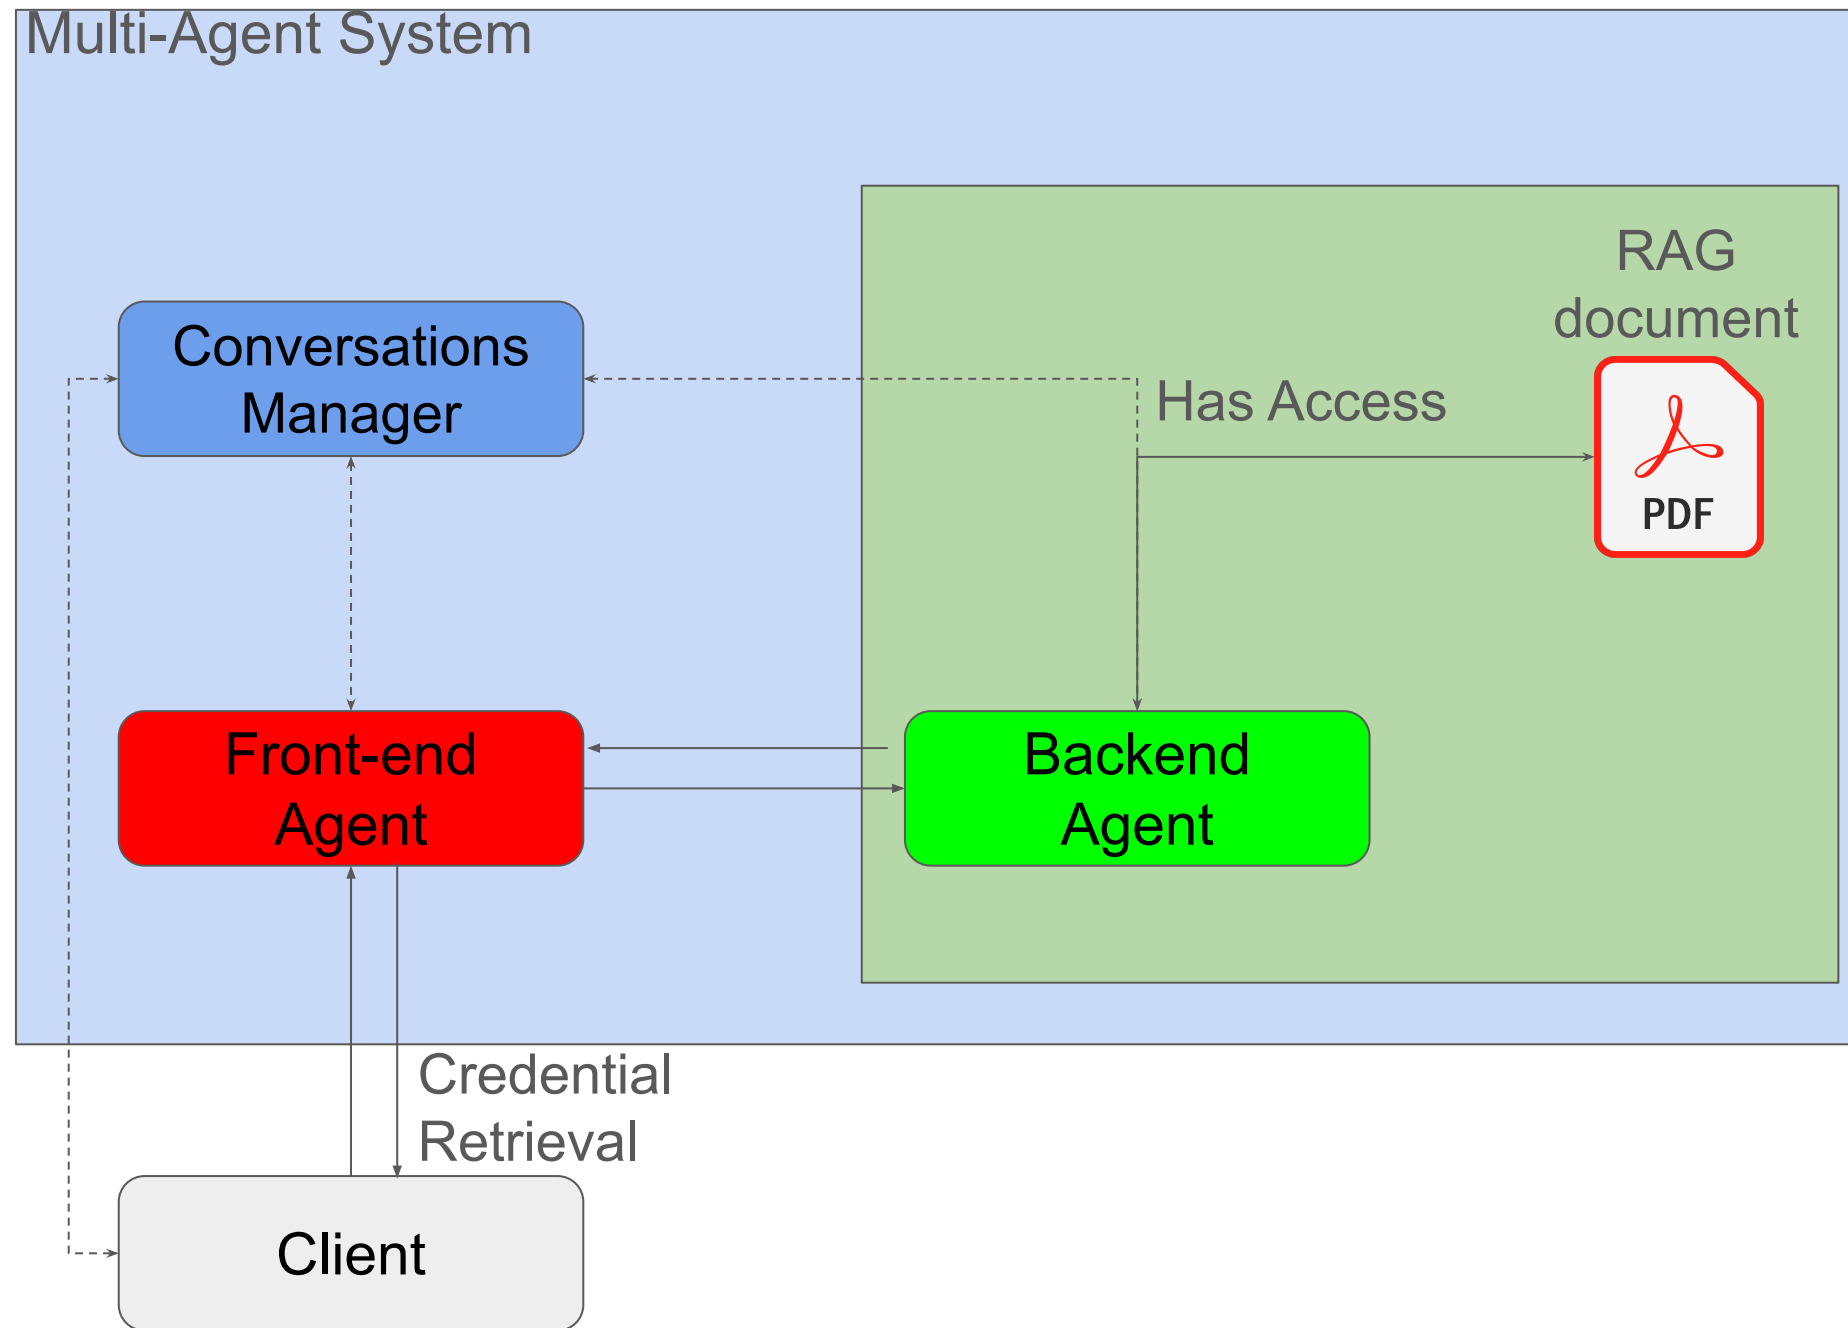 Multi-Agent System
RAG
document
Conversations
Manager
Has Access
PDF
Front-end
Agent
Backend
Agent
Credential
Retrieval
Client